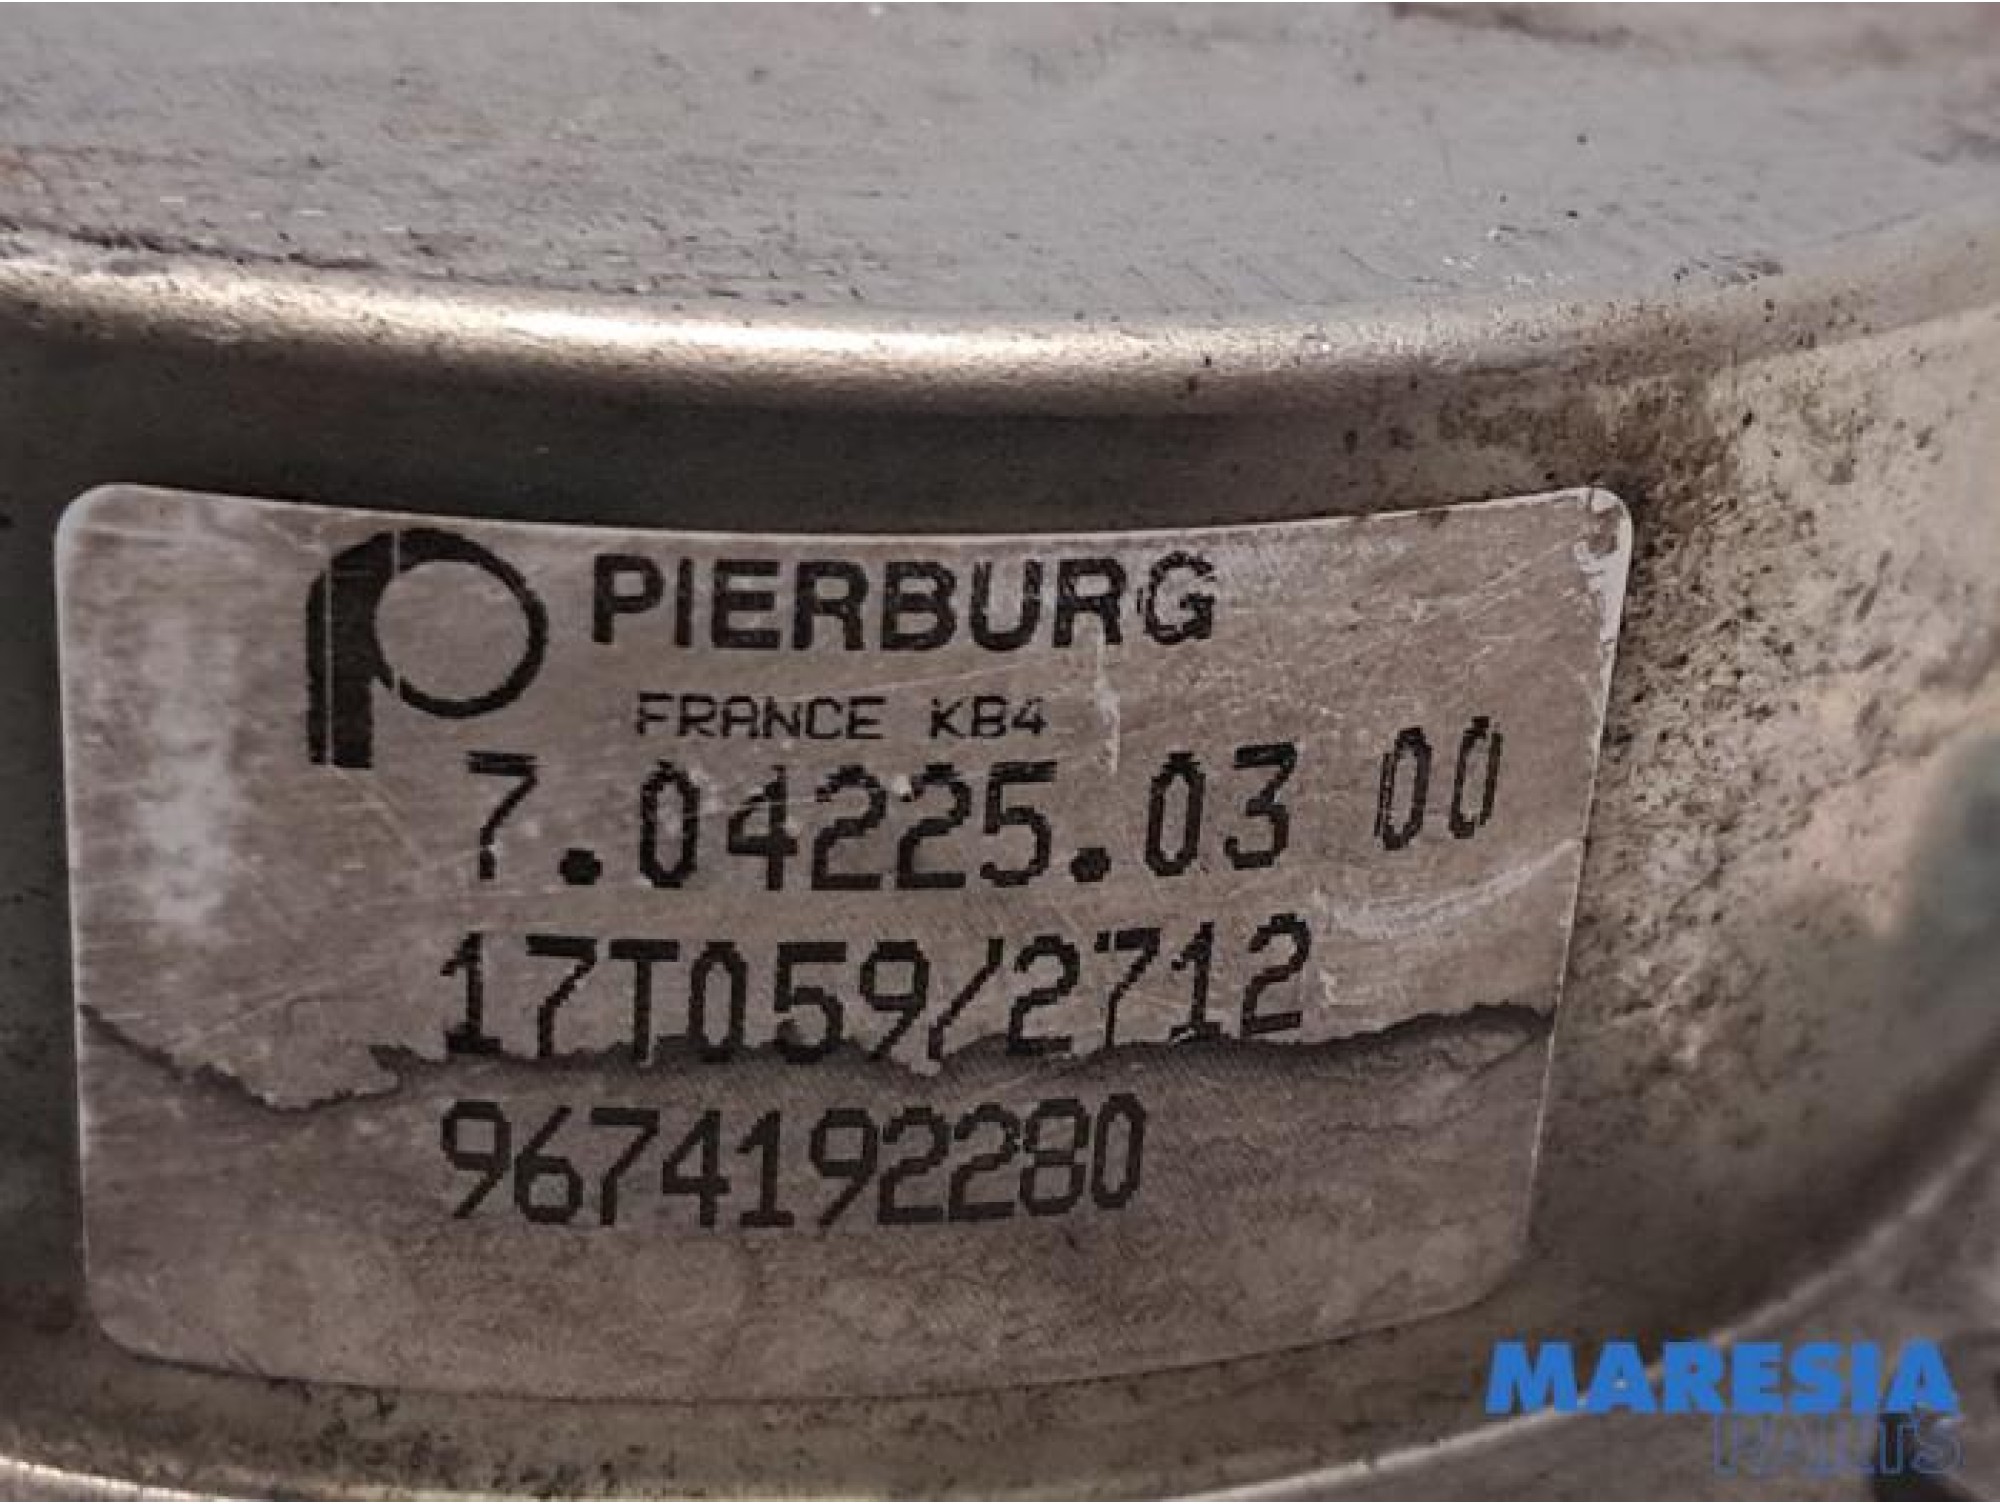 PIERBURG
FRANCE KB4
7.04225.03 00
17T059/2712
9674192280
MARESIA
PARTS